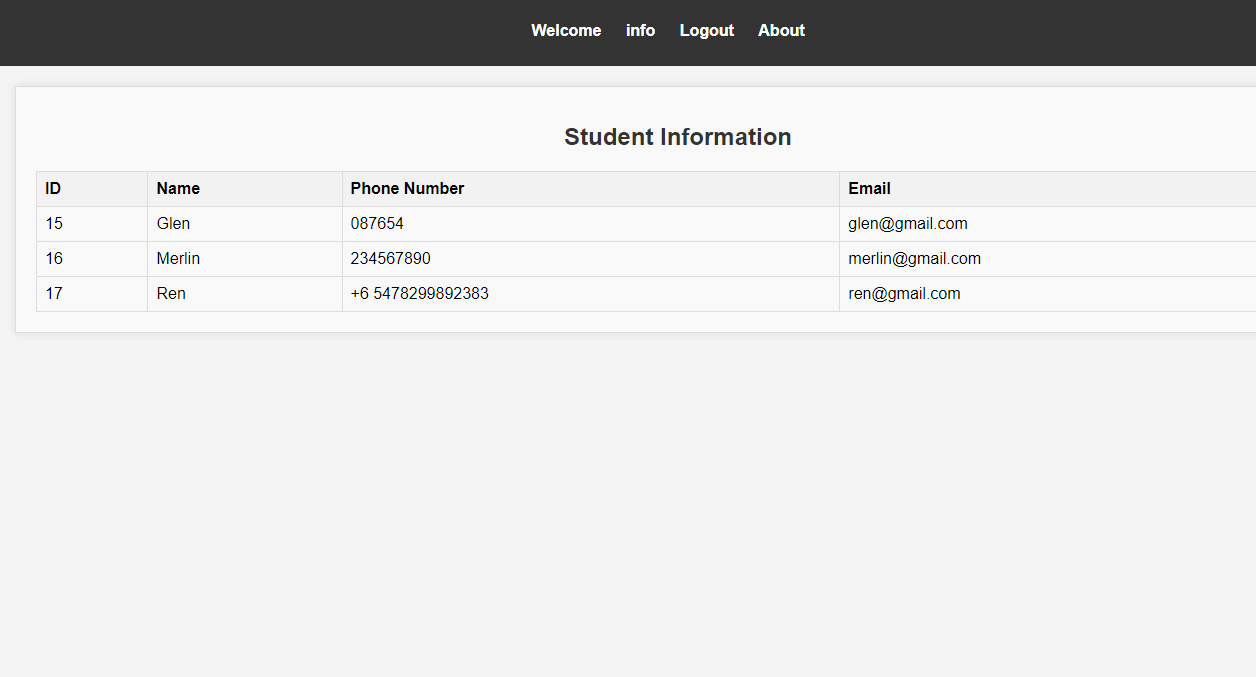 Welcome info Logout About
Student Information
ID Name Phone Number Email
15 Glen 087654 glen@gmail.com
16 Merlin 234567890 merlin@gmail.com
17 Ren +6 5478299892383 ren@gmail.com